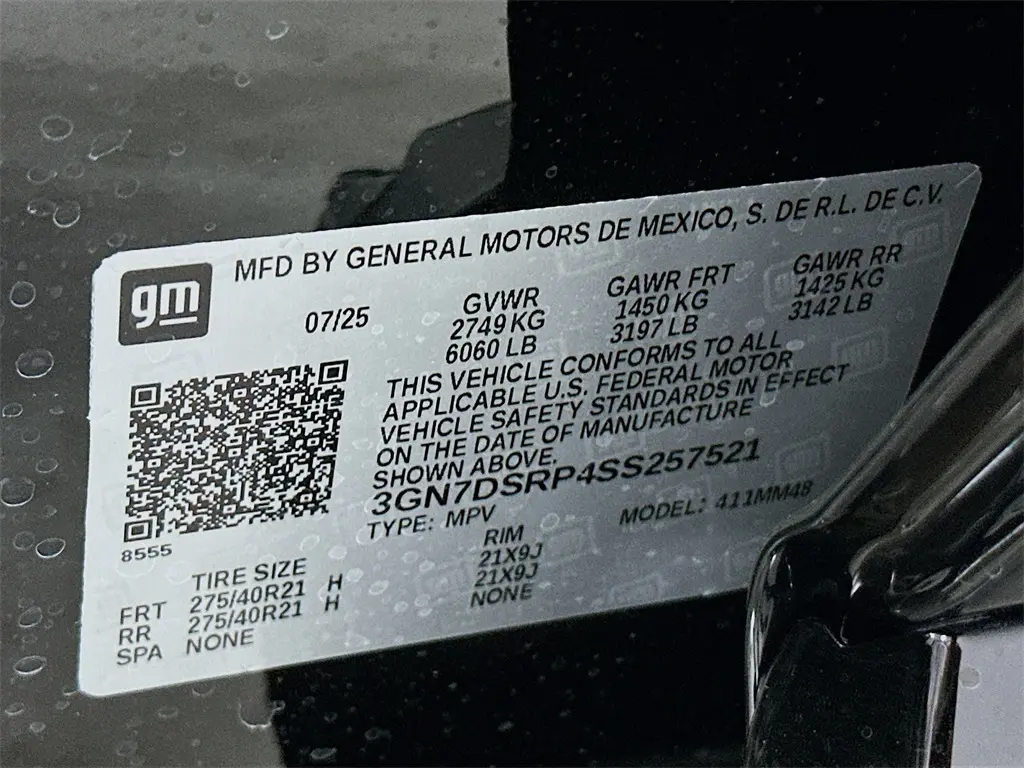 MFD BY GENERAL MOTORS DE MEXICO, S. DE R.L. DE C.V.
gm
07/25
GVWR
2749 KG
6060 LB
GAWR FRT
1450 KG
3197 LB
GAWR RR
1425 KG
3142 LB
THIS VEHICLE CONFORMS TO ALL
APPLICABLE U.S. FEDERAL MOTOR
VEHICLE SAFETY STANDARDS IN EFFECT
ON THE DATE OF MANUFACTURE
SHOWN ABOVE.
3GN7DSRP4SS257521
TYPE: MPV MODEL: 411MM48
8555
TIRE SIZE RIM
FRT 275/40R21 H 21X9J
RR 275/40R21 H 21X9J
SPA NONE NONE